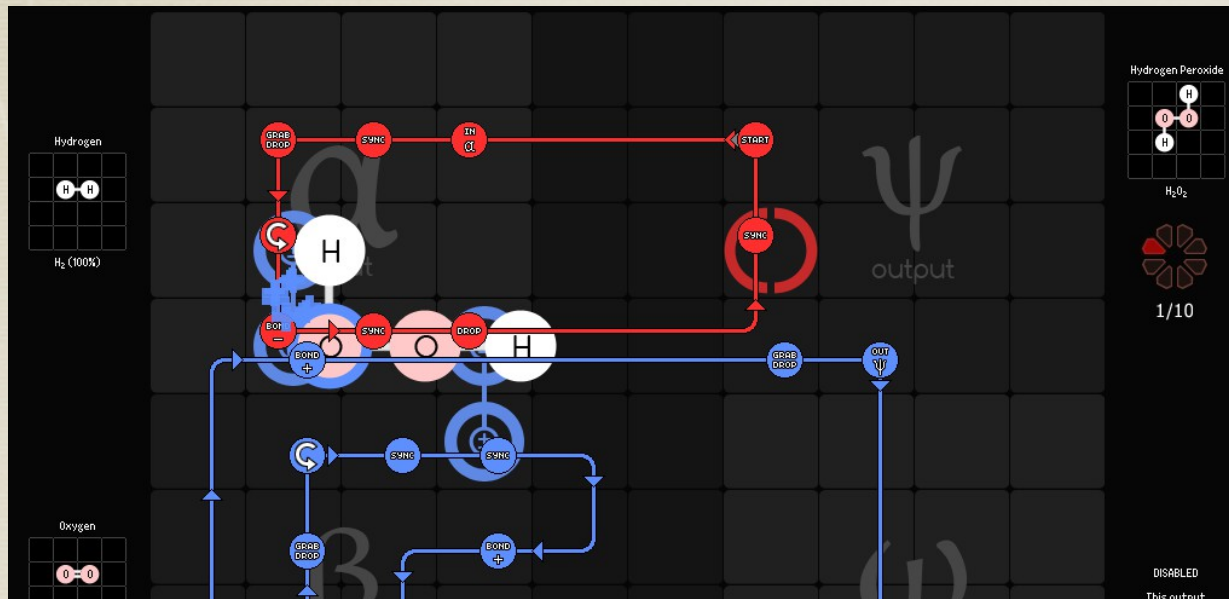 Hydrogen
H H
H₂ (100%)
Oxygen
O O
GRAB DROP
SYNC
IN α
START
α
ψ
output
SYNC
H
BOND −
SYNC
DROP
O
O
H
BOND +
GRAB DROP
OUT ψ
SYNC
SYNC
GRAB DROP
BOND +
β
ω
Hydrogen Peroxide
H
O O
H
H₂O₂
1/10
DISABLED
This output